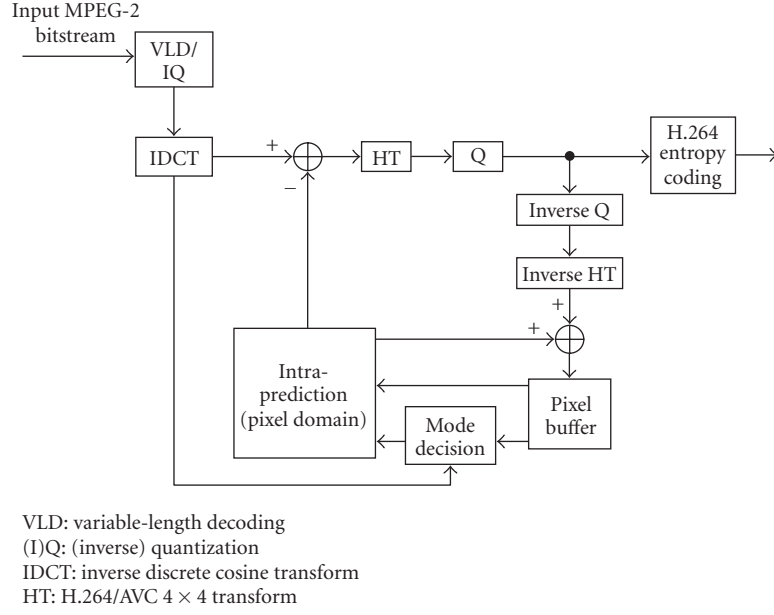 Input MPEG-2
bitstream
VLD/
IQ
IDCT
+
−
HT
Q
H.264
entropy
coding
Inverse Q
Inverse HT
+
+
Intra-
prediction
(pixel domain)
Mode
decision
Pixel
buffer
VLD: variable-length decoding
(I)Q: (inverse) quantization
IDCT: inverse discrete cosine transform
HT: H.264/AVC 4 × 4 transform